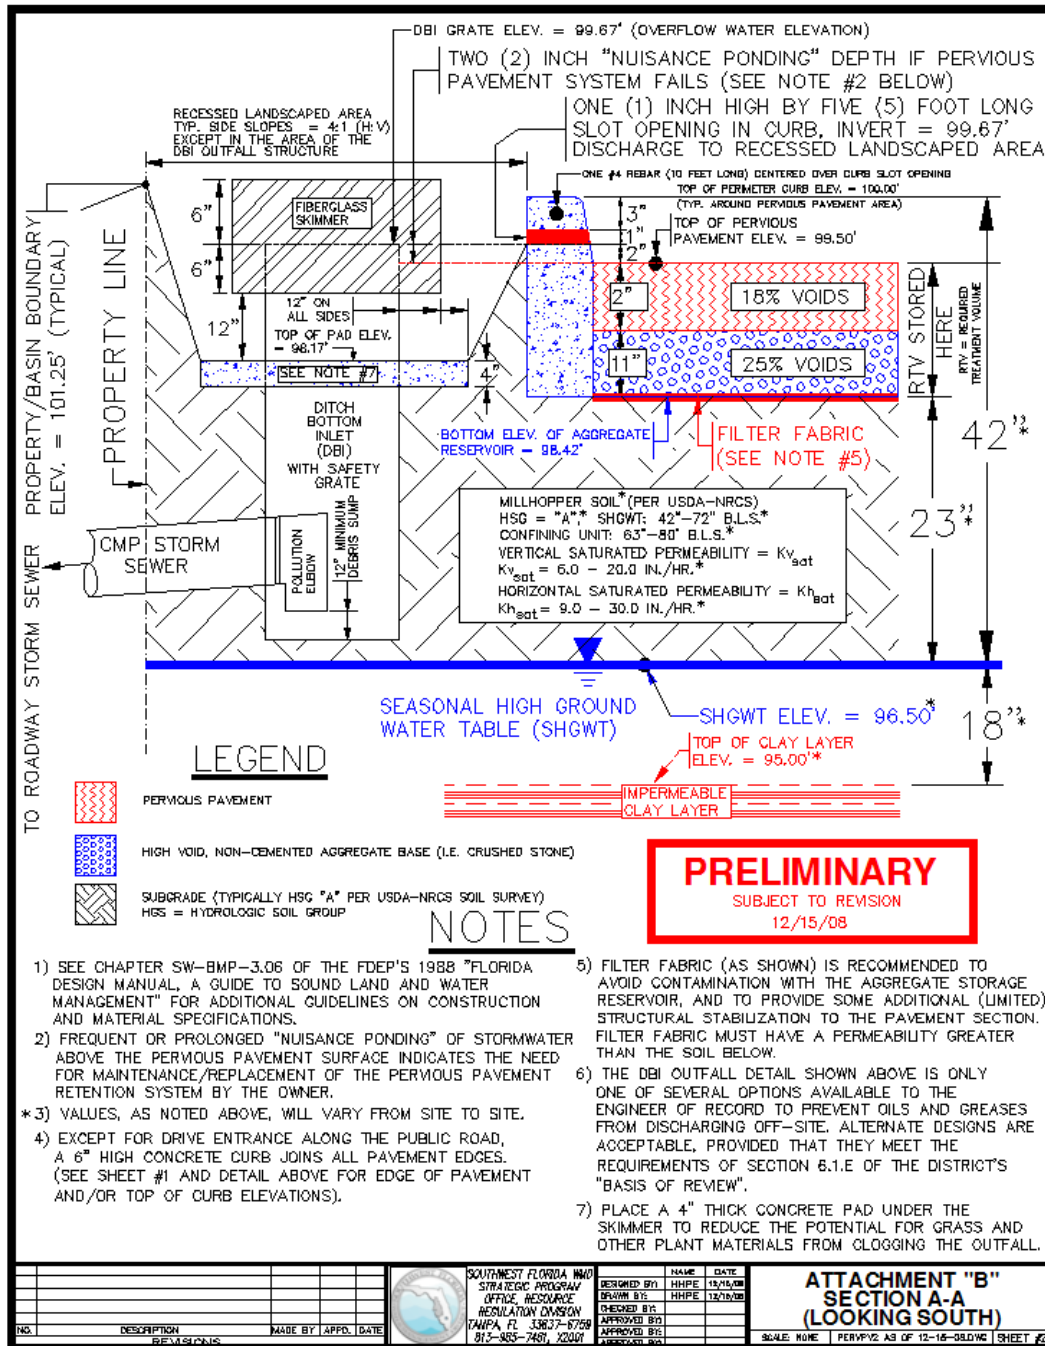 DBI GRATE ELEV. = 99.67' (OVERFLOW WATER ELEVATION)
TWO (2) INCH "NUISANCE PONDING" DEPTH IF PERVIOUS
PAVEMENT SYSTEM FAILS (SEE NOTE #2 BELOW)
ONE (1) INCH HIGH BY FIVE (5) FOOT LONG
SLOT OPENING IN CURB, INVERT = 99.67'
DISCHARGE TO RECESSED LANDSCAPED AREA
RECESSED LANDSCAPED AREA
TYP. SIDE SLOPES = 4:1 (H:V)
EXCEPT IN THE AREA OF THE
DBI OUTFALL STRUCTURE
ONE #4 REBAR (10 FEET LONG) CENTERED OVER CURB SLOT OPENING
TOP OF PERIMETER CURB ELEV. = 100.00'
(TYP. AROUND PERVIOUS PAVEMENT AREA)
TOP OF PERVIOUS
PAVEMENT ELEV. = 99.50'
6"
6"
12"
FIBERGLASS
SKIMMER
3"
1"
2"
12" ON
ALL SIDES
TOP OF PAD ELEV.
= 98.17'
SEE NOTE #7
4"
2"
18% VOIDS
11"
25% VOIDS
RTV STORED
HERE
RTV = REQUIRED
TREATMENT VOLUME
42"*
23"*
18"*
PROPERTY/BASIN BOUNDARY
ELEV. = 101.25' (TYPICAL)
PROPERTY LINE
TO ROADWAY STORM SEWER
DITCH
BOTTOM
INLET
(DBI)
WITH SAFETY
GRATE
BOTTOM ELEV. OF AGGREGATE
RESERVOIR = 98.42'
FILTER FABRIC
(SEE NOTE #5)
MILLHOPPER SOIL* (PER USDA-NRCS)
HSG = "A",* SHGWT: 42"-72" B.L.S.*
CONFINING UNIT: 63"-80" B.L.S.*
VERTICAL SATURATED PERMEABILITY = Kvsat
Kvsat = 6.0 - 20.0 IN./HR.*
HORIZONTAL SATURATED PERMEABILITY = Khsat
Khsat = 9.0 - 30.0 IN./HR.*
CMP STORM
SEWER
POLLUTION
ELBOW
12" MINIMUM
DEBRIS SUMP
SEASONAL HIGH GROUND
WATER TABLE (SHGWT)
SHGWT ELEV. = 96.50'*
TOP OF CLAY LAYER
ELEV. = 95.00'*
IMPERMEABLE
CLAY LAYER
LEGEND
PERVIOUS PAVEMENT
HIGH VOID, NON-CEMENTED AGGREGATE BASE (I.E. CRUSHED STONE)
SUBGRADE (TYPICALLY HSG "A" PER USDA-NRCS SOIL SURVEY)
HGS = HYDROLOGIC SOIL GROUP
PRELIMINARY
SUBJECT TO REVISION
12/15/08
NOTES
1) SEE CHAPTER SW-BMP-3.06 OF THE FDEP'S 1988 "FLORIDA
DESIGN MANUAL, A GUIDE TO SOUND LAND AND WATER
MANAGEMENT" FOR ADDITIONAL GUIDELINES ON CONSTRUCTION
AND MATERIAL SPECIFICATIONS.
2) FREQUENT OR PROLONGED "NUISANCE PONDING" OF STORMWATER
ABOVE THE PERVIOUS PAVEMENT SURFACE INDICATES THE NEED
FOR MAINTENANCE/REPLACEMENT OF THE PERVIOUS PAVEMENT
RETENTION SYSTEM BY THE OWNER.
*3) VALUES, AS NOTED ABOVE, WILL VARY FROM SITE TO SITE.
4) EXCEPT FOR DRIVE ENTRANCE ALONG THE PUBLIC ROAD,
A 6" HIGH CONCRETE CURB JOINS ALL PAVEMENT EDGES.
(SEE SHEET #1 AND DETAIL ABOVE FOR EDGE OF PAVEMENT
AND/OR TOP OF CURB ELEVATIONS).
5) FILTER FABRIC (AS SHOWN) IS RECOMMENDED TO
AVOID CONTAMINATION WITH THE AGGREGATE STORAGE
RESERVOIR, AND TO PROVIDE SOME ADDITIONAL (LIMITED)
STRUCTURAL STABILIZATION TO THE PAVEMENT SECTION.
FILTER FABRIC MUST HAVE A PERMEABILITY GREATER
THAN THE SOIL BELOW.
6) THE DBI OUTFALL DETAIL SHOWN ABOVE IS ONLY
ONE OF SEVERAL OPTIONS AVAILABLE TO THE
ENGINEER OF RECORD TO PREVENT OILS AND GREASES
FROM DISCHARGING OFF-SITE. ALTERNATE DESIGNS ARE
ACCEPTABLE, PROVIDED THAT THEY MEET THE
REQUIREMENTS OF SECTION 6.1.E OF THE DISTRICT'S
"BASIS OF REVIEW".
7) PLACE A 4" THICK CONCRETE PAD UNDER THE
SKIMMER TO REDUCE THE POTENTIAL FOR GRASS AND
OTHER PLANT MATERIALS FROM CLOGGING THE OUTFALL.
NO. DESCRIPTION MADE BY APPD. DATE
REVISIONS
SOUTHWEST FLORIDA WMD
STRATEGIC PROGRAM
OFFICE, RESOURCE
REGULATION DIVISION
TAMPA, FL 33637-6759
813-985-7481, X2001
NAME DATE
DESIGNED BY: HHPE 12/15/08
DRAWN BY: HHPE 12/15/08
CHECKED BY:
APPROVED BY:
APPROVED BY:
APPROVED BY:
ATTACHMENT "B"
SECTION A-A
(LOOKING SOUTH)
SCALE: NONE PERVPV2 AS OF 12-15-08.DWG SHEET